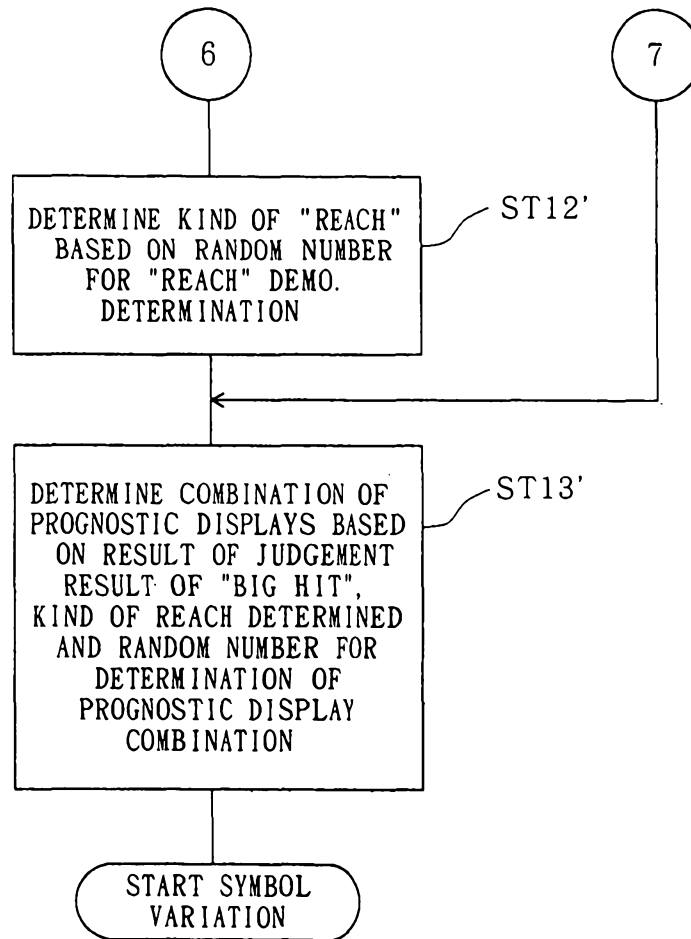 6
7
DETERMINE KIND OF "REACH"
BASED ON RANDOM NUMBER
FOR "REACH" DEMO.
DETERMINATION
ST12'
DETERMINE COMBINATION OF
PROGNOSTIC DISPLAYS BASED
ON RESULT OF JUDGEMENT
RESULT OF "BIG HIT",
KIND OF REACH DETERMINED
AND RANDOM NUMBER FOR
DETERMINATION OF
PROGNOSTIC DISPLAY
COMBINATION
ST13'
START SYMBOL
VARIATION